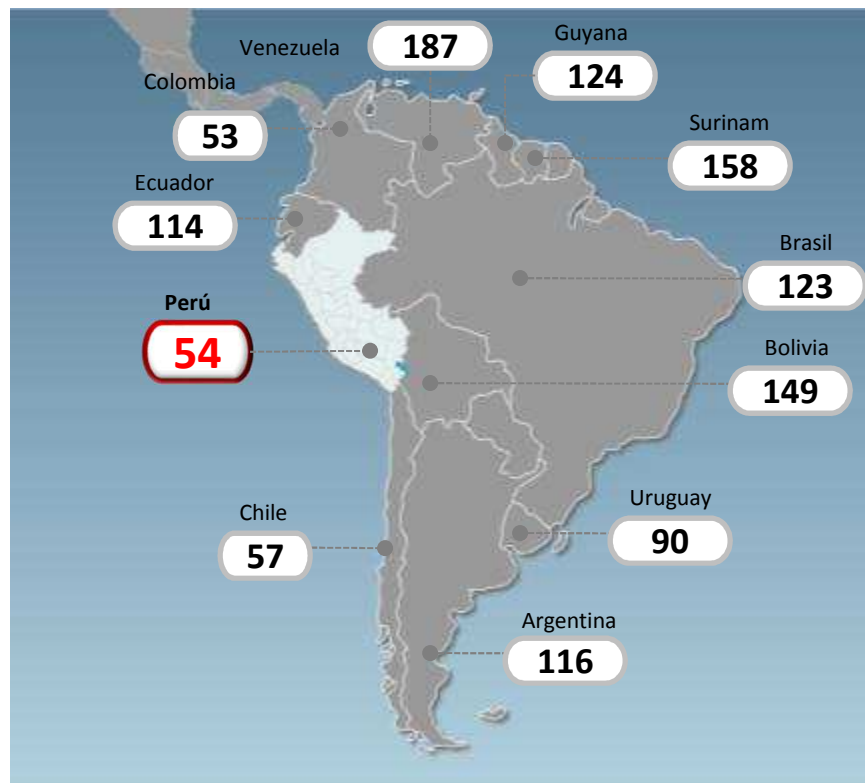 Venezuela
187
Guyana
124
Colombia
53
Surinam
158
Ecuador
114
Brasil
123
Perú
54
Bolivia
149
Chile
57
Uruguay
90
Argentina
116